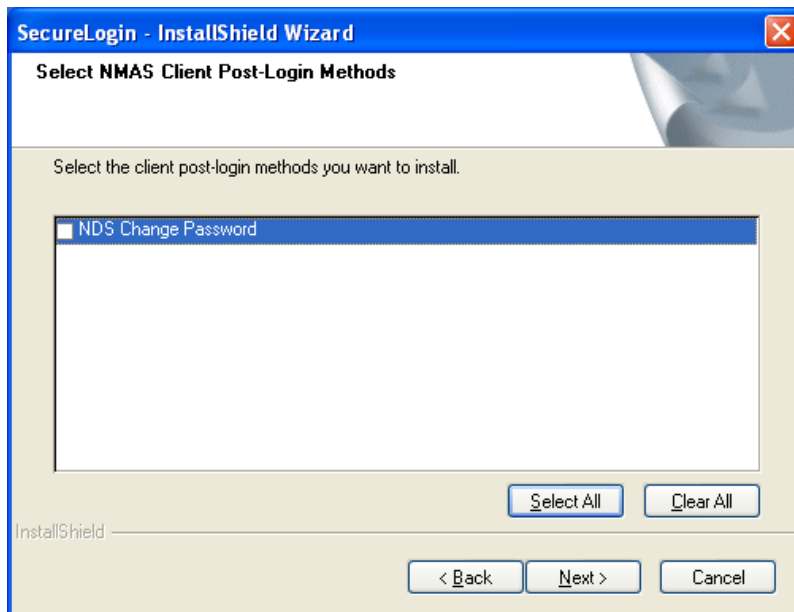 SecureLogin - InstallShield Wizard
Select NMAS Client Post-Login Methods
Select the client post-login methods you want to install.
NDS Change Password
Select All
Clear All
InstallShield
< Back
Next >
Cancel